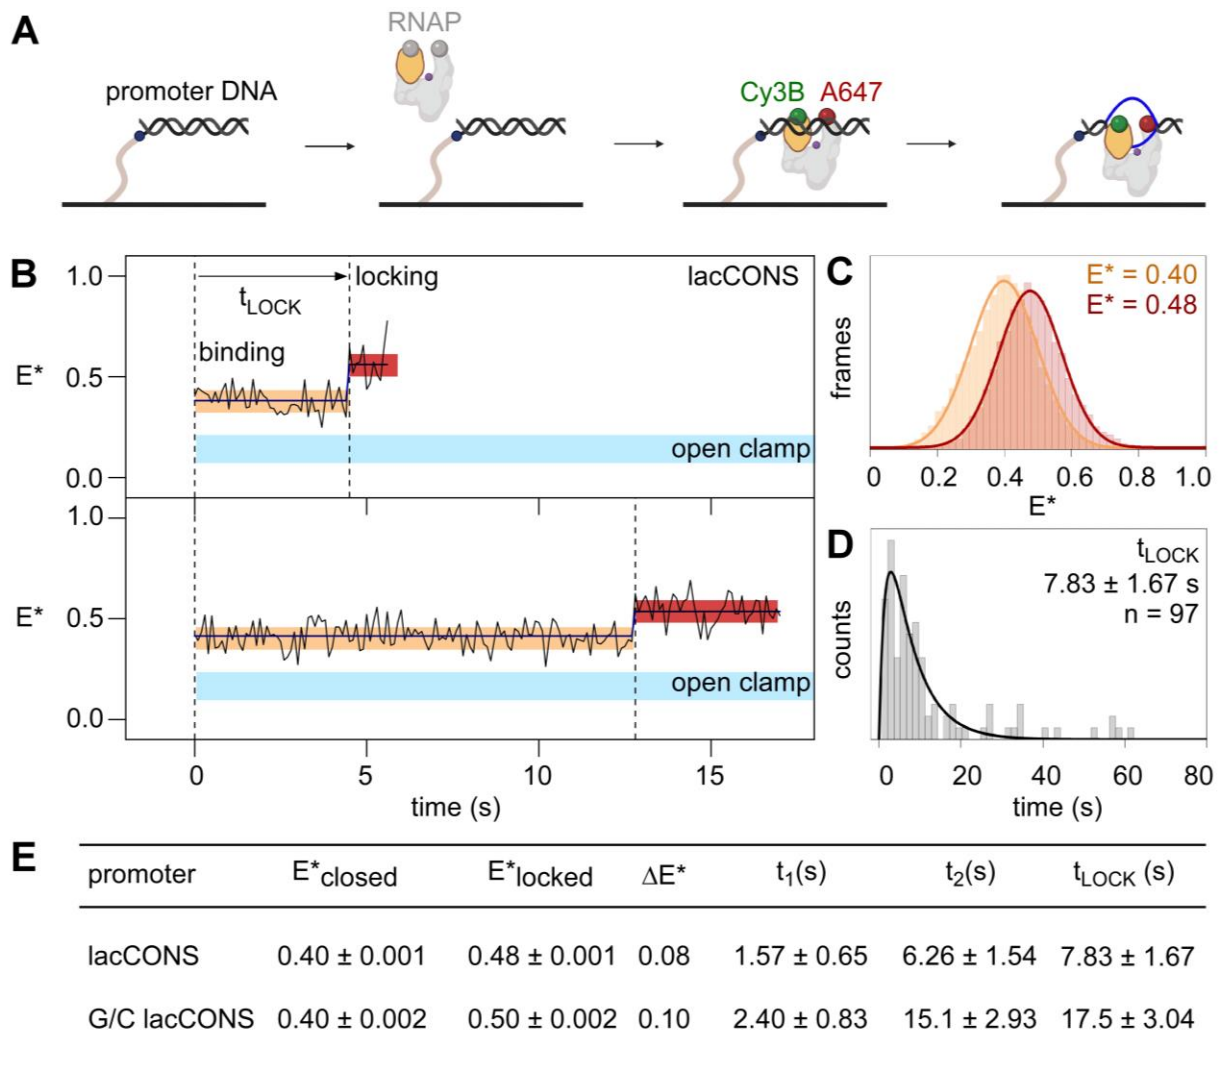 A
RNAP
promoter DNA
Cy3B A647
B
1.0
locking
lacCONS
tLOCK
binding
E*
0.5
open clamp
0.0
1.0
E*
0.5
open clamp
0.0
0 5 10 15
time (s)
C
E* = 0.40
E* = 0.48
frames
0 0.2 0.4 0.6 0.8 1.0
E*
D
tLOCK
7.83 ± 1.67 s
n = 97
counts
0 20 40 60 80
time (s)
E
promoter E*closed E*locked ΔE* t1(s) t2(s) tLOCK (s)
lacCONS 0.40 ± 0.001 0.48 ± 0.001 0.08 1.57 ± 0.65 6.26 ± 1.54 7.83 ± 1.67
G/C lacCONS 0.40 ± 0.002 0.50 ± 0.002 0.10 2.40 ± 0.83 15.1 ± 2.93 17.5 ± 3.04